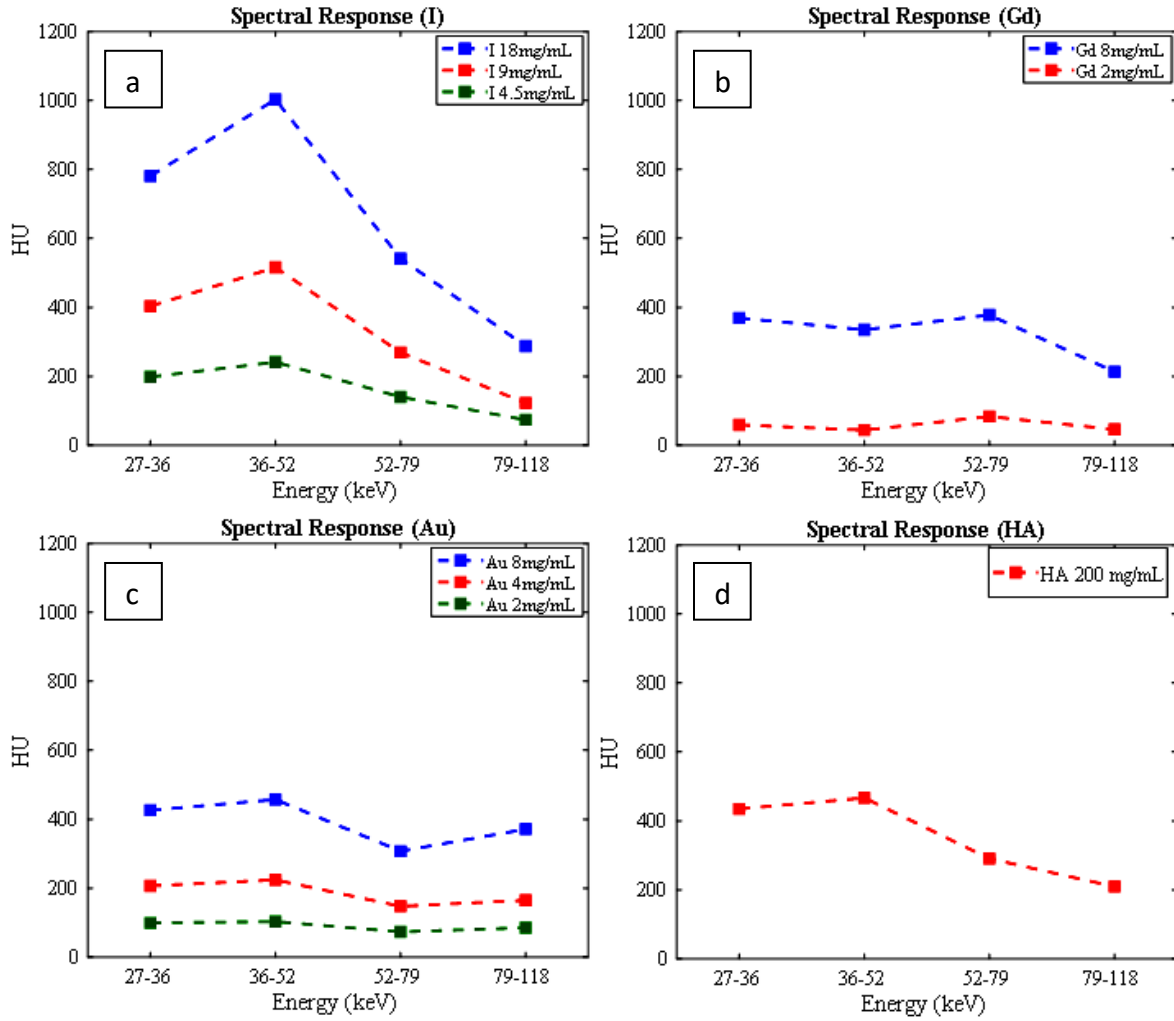 Spectral Response (I)
1200
1000
800
600
400
200
0
HU
a
I 18mg/mL
I 9mg/mL
I 4.5mg/mL
27-36
36-52
52-79
79-118
Energy (keV)
Spectral Response (Gd)
1200
1000
800
600
400
200
0
HU
b
Gd 8mg/mL
Gd 2mg/mL
27-36
36-52
52-79
79-118
Energy (keV)
Spectral Response (Au)
1200
1000
800
600
400
200
0
HU
c
Au 8mg/mL
Au 4mg/mL
Au 2mg/mL
27-36
36-52
52-79
79-118
Energy (keV)
Spectral Response (HA)
1200
1000
800
600
400
200
0
HU
d
HA 200 mg/mL
27-36
36-52
52-79
79-118
Energy (keV)